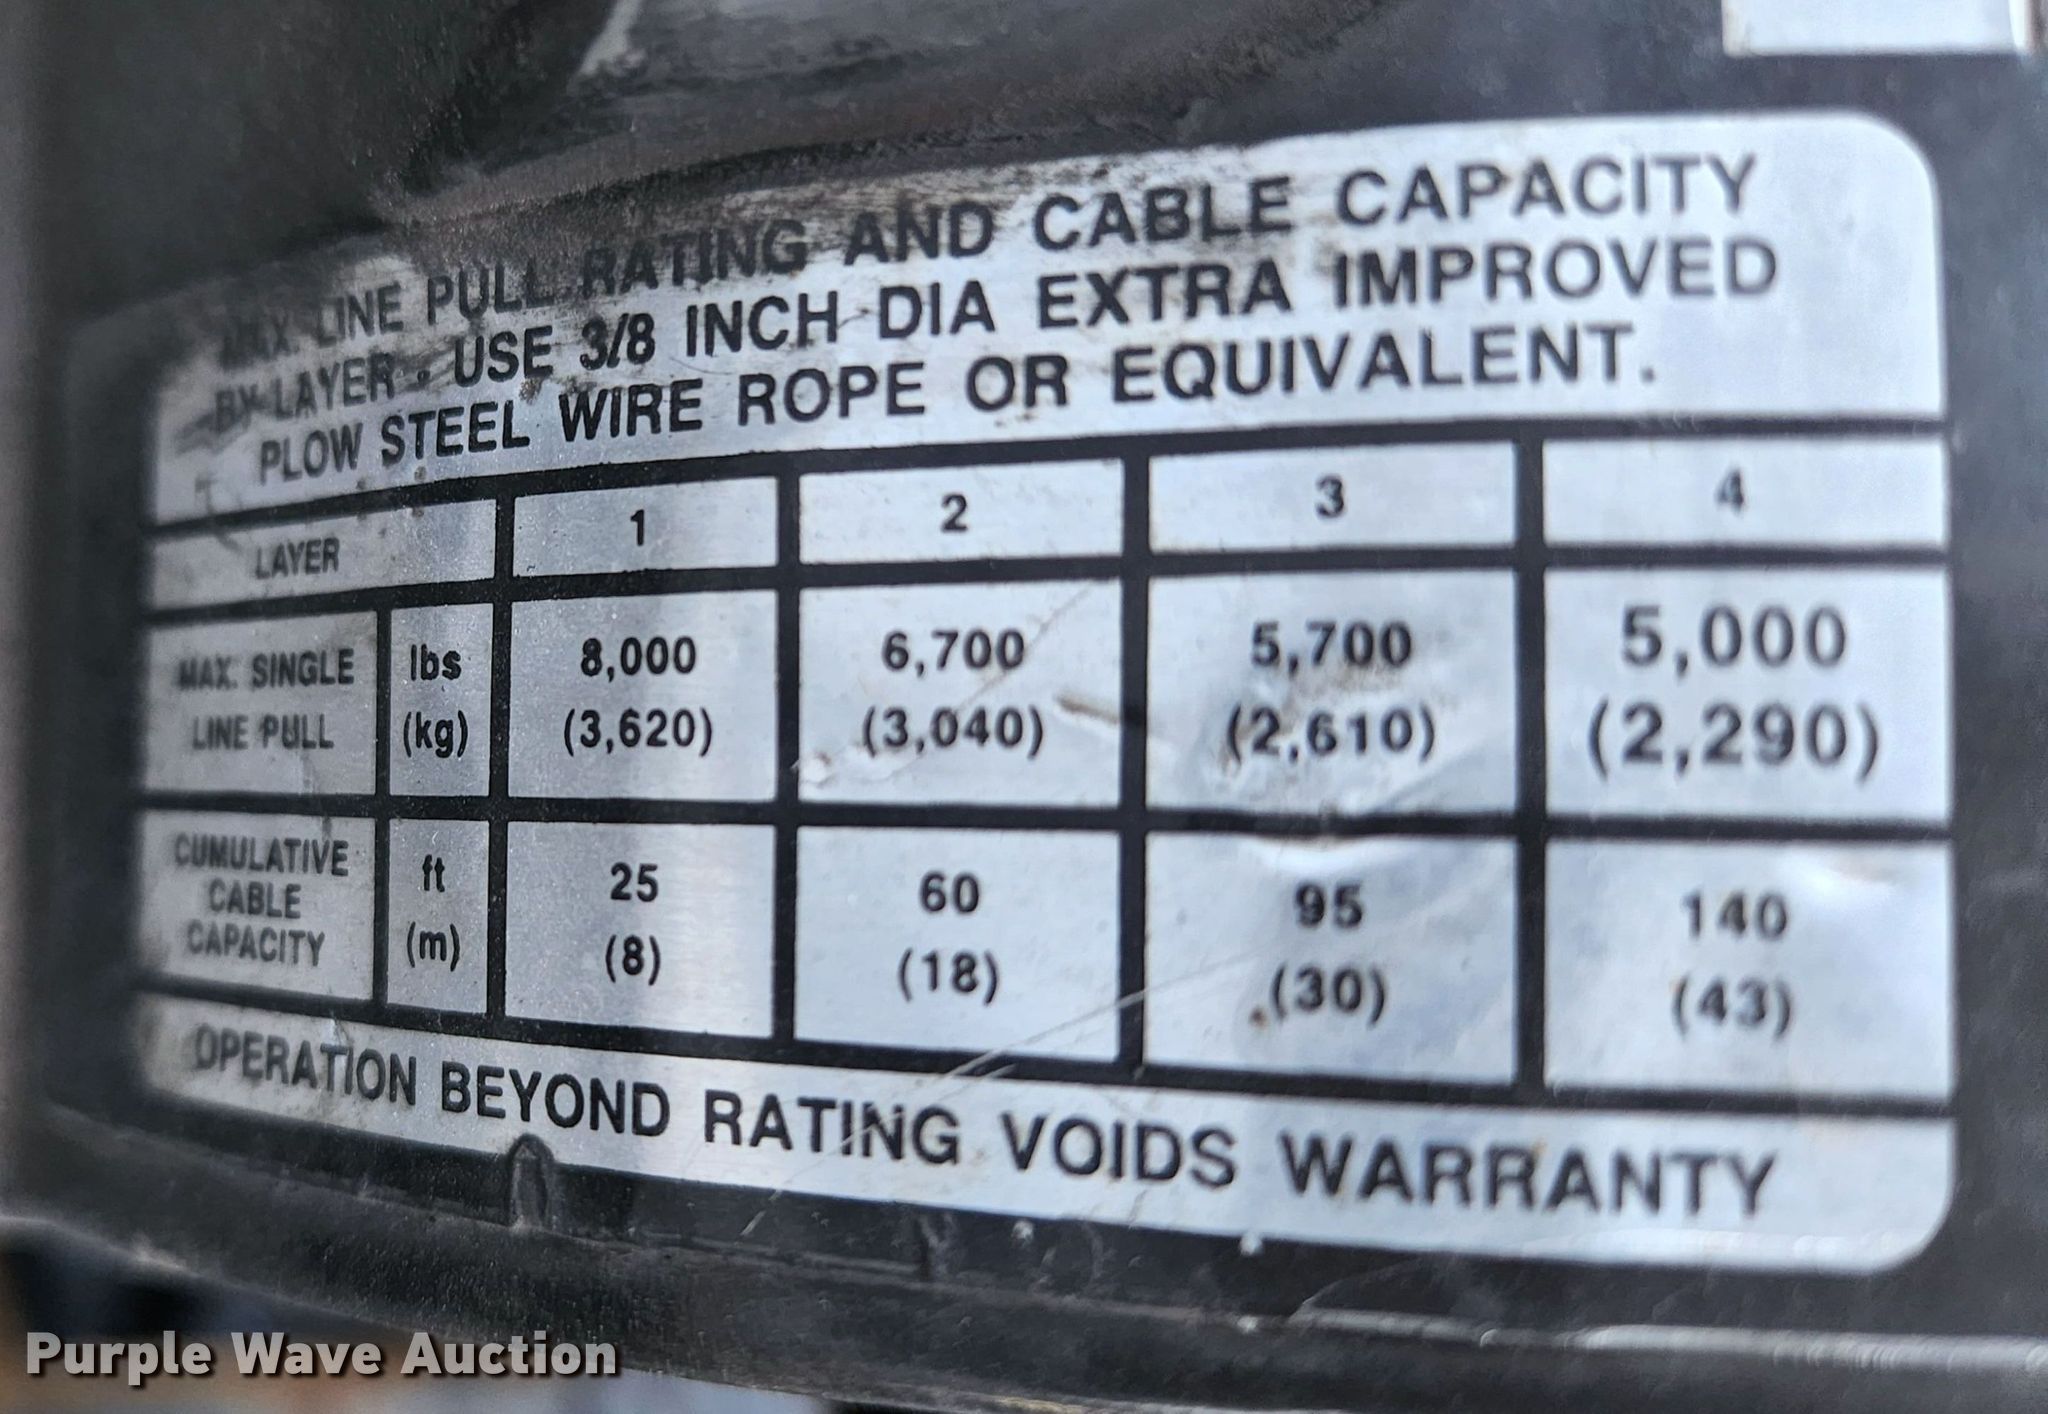 MAX. LINE PULL RATING AND CABLE CAPACITY
BY LAYER. USE 3/8 INCH DIA EXTRA IMPROVED
PLOW STEEL WIRE ROPE OR EQUIVALENT.
LAYER 1 2 3 4
MAX. SINGLE lbs 8,000 6,700 5,700 5,000
LINE PULL (kg) (3,620) (3,040) (2,610) (2,290)
CUMULATIVE
CABLE
CAPACITY
ft 25 60 95 140
(m) (8) (18) (30) (43)
OPERATION BEYOND RATING VOIDS WARRANTY
Purple Wave Auction